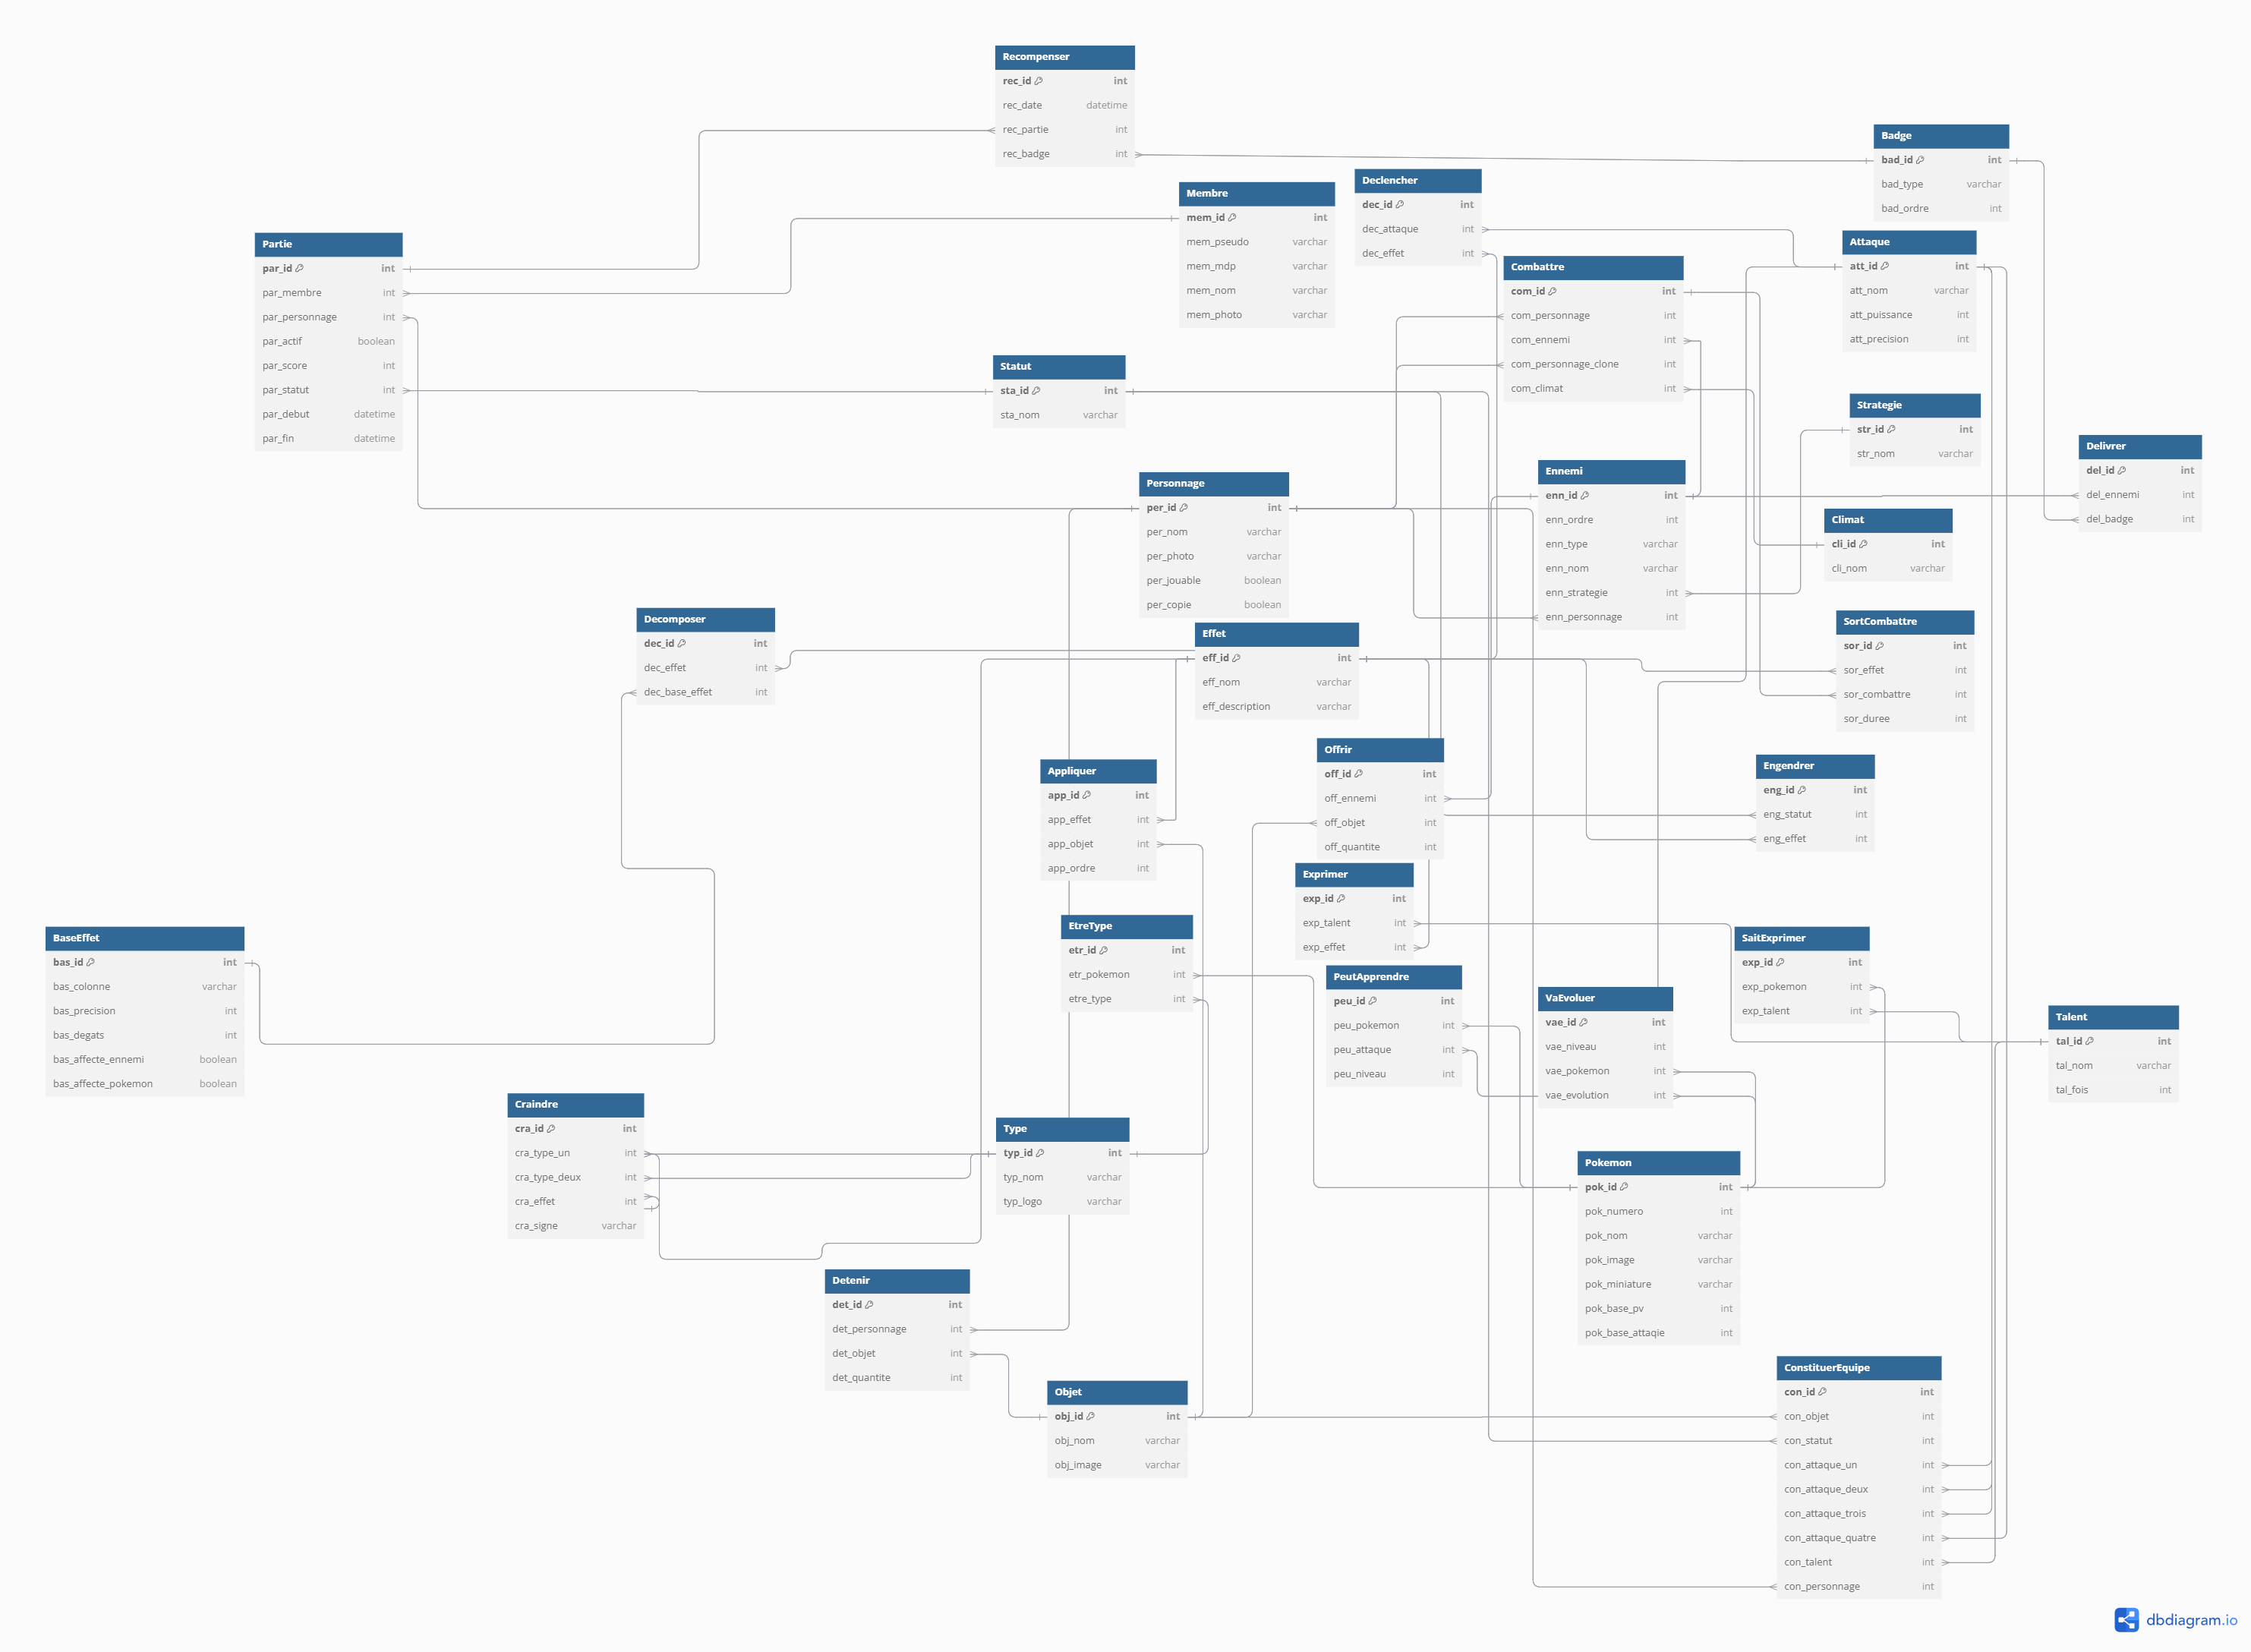 Recompenser
rec_id int
rec_date datetime
rec_partie int
rec_badge int
Badge
bad_id int
bad_type varchar
bad_ordre int
Declencher
dec_id int
dec_attaque int
dec_effet int
Membre
mem_id int
mem_pseudo varchar
mem_mdp varchar
mem_nom varchar
mem_photo varchar
Partie
par_id int
par_membre int
par_personnage int
par_actif boolean
par_score int
par_statut int
par_debut datetime
par_fin datetime
Attaque
att_id int
att_nom varchar
att_puissance int
att_precision int
Combattre
com_id int
com_personnage int
com_ennemi int
com_personnage_clone int
com_climat int
Statut
sta_id int
sta_nom varchar
Strategie
str_id int
str_nom varchar
Delivrer
del_id int
del_ennemi int
del_badge int
Ennemi
enn_id int
enn_ordre int
enn_type varchar
enn_nom varchar
enn_strategie int
enn_personnage int
Personnage
per_id int
per_nom varchar
per_photo varchar
per_jouable boolean
per_copie boolean
Climat
cli_id int
cli_nom varchar
Decomposer
dec_id int
dec_effet int
dec_base_effet int
SortCombattre
sor_id int
sor_effet int
sor_combattre int
sor_duree int
Effet
eff_id int
eff_nom varchar
eff_description varchar
Offrir
off_id int
off_ennemi int
off_objet int
off_quantite int
Engendrer
eng_id int
eng_statut int
eng_effet int
Appliquer
app_id int
app_effet int
app_objet int
app_ordre int
Exprimer
exp_id int
exp_talent int
exp_effet int
EtreType
etr_id int
etr_pokemon int
etre_type int
BaseEffet
bas_id int
bas_colonne varchar
bas_precision int
bas_degats int
bas_affecte_ennemi boolean
bas_affecte_pokemon boolean
SaitExprimer
exp_id int
exp_pokemon int
exp_talent int
PeutApprendre
peu_id int
peu_pokemon int
peu_attaque int
peu_niveau int
VaEvoluer
vae_id int
vae_niveau int
vae_pokemon int
vae_evolution int
Talent
tal_id int
tal_nom varchar
tal_fois int
Craindre
cra_id int
cra_type_un int
cra_type_deux int
cra_effet int
cra_signe varchar
Type
typ_id int
typ_nom varchar
typ_logo varchar
Pokemon
pok_id int
pok_numero int
pok_nom varchar
pok_image varchar
pok_miniature varchar
pok_base_pv int
pok_base_attaqie int
Detenir
det_id int
det_personnage int
det_objet int
det_quantite int
Objet
obj_id int
obj_nom varchar
obj_image varchar
ConstituerEquipe
con_id int
con_objet int
con_statut int
con_attaque_un int
con_attaque_deux int
con_attaque_trois int
con_attaque_quatre int
con_talent int
con_personnage int
dbdiagram.io